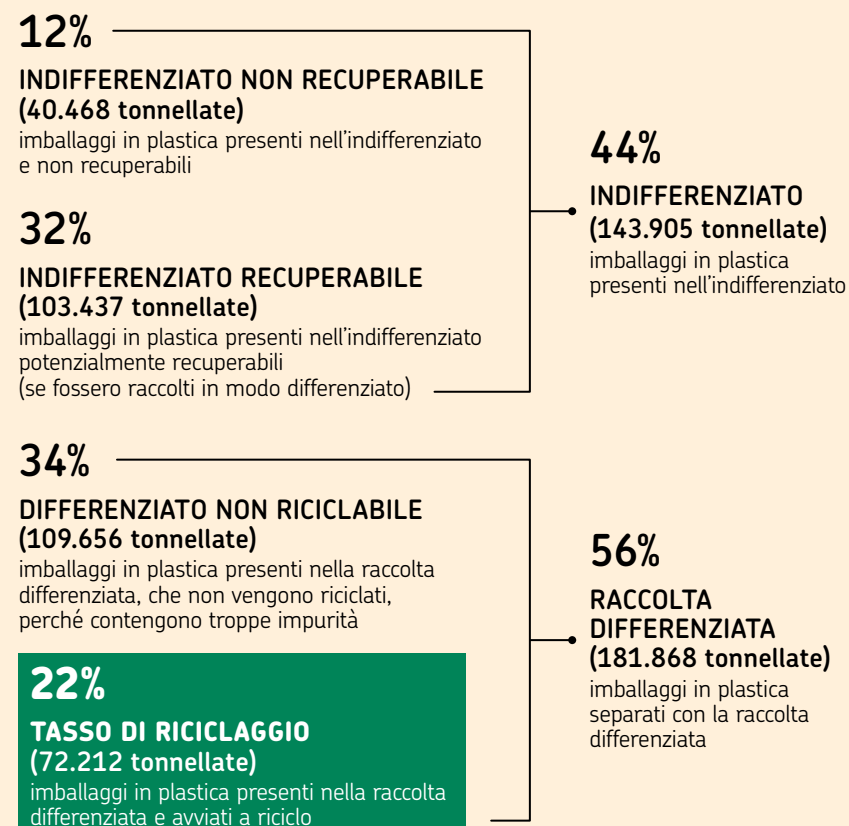 12%
INDIFFERENZIATO NON RECUPERABILE
(40.468 tonnellate)
imballaggi in plastica presenti nell'indifferenziato
e non recuperabili
32%
INDIFFERENZIATO RECUPERABILE
(103.437 tonnellate)
imballaggi in plastica presenti nell'indifferenziato
potenzialmente recuperabili
(se fossero raccolti in modo differenziato)
44%
INDIFFERENZIATO
(143.905 tonnellate)
imballaggi in plastica
presenti nell'indifferenziato
34%
DIFFERENZIATO NON RICICLABILE
(109.656 tonnellate)
imballaggi in plastica presenti nella raccolta
differenziata, che non vengono riciclati,
perché contengono troppe impurità
22%
TASSO DI RICICLAGGIO
(72.212 tonnellate)
imballaggi in plastica presenti nella raccolta
differenziata e avviati a riciclo
56%
RACCOLTA
DIFFERENZIATA
(181.868 tonnellate)
imballaggi in plastica
separati con la raccolta
differenziata